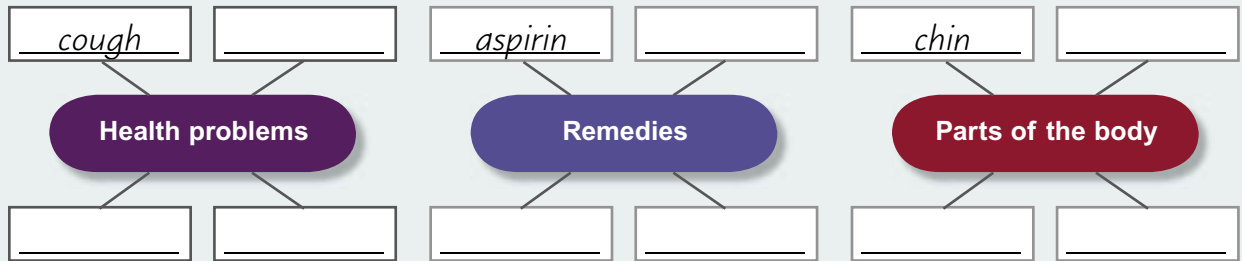 cough
aspirin
chin
Health problems
Remedies
Parts of the body